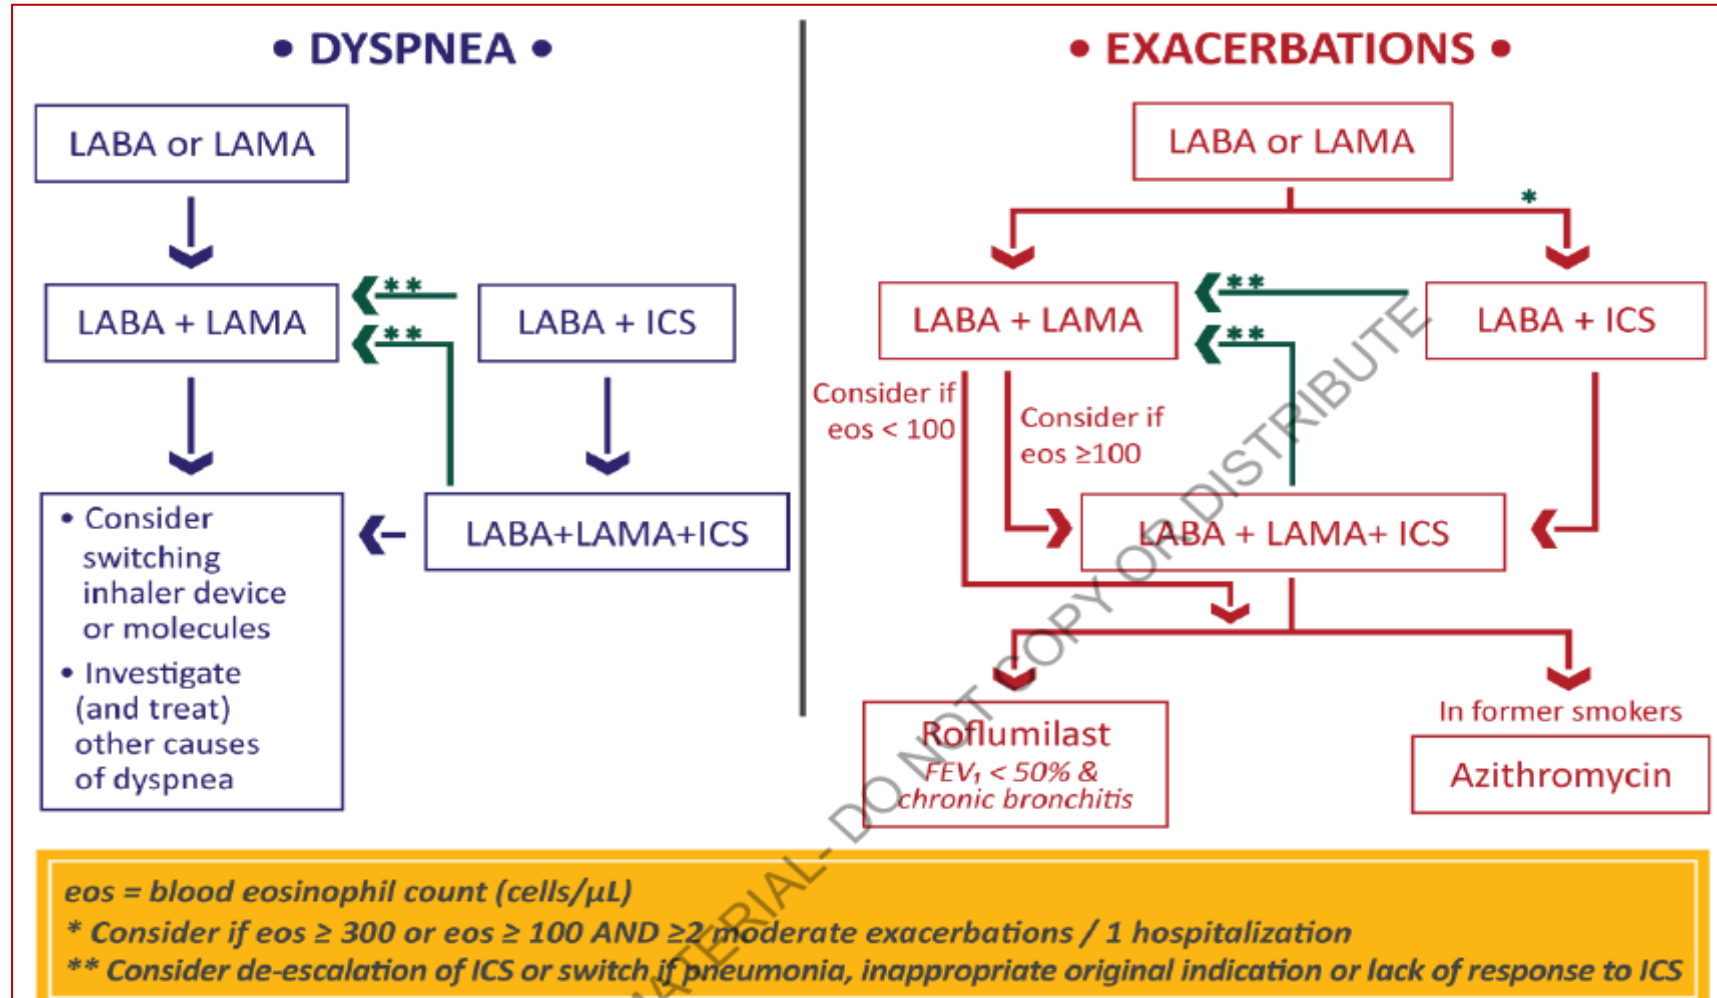 • DYSPNEA •
LABA or LAMA
LABA + LAMA
**
**
LABA + ICS
• Consider
switching
inhaler device
or molecules
• Investigate
(and treat)
other causes
of dyspnea
LABA+LAMA+ICS
• EXACERBATIONS •
LABA or LAMA
*
LABA + LAMA
**
**
LABA + ICS
Consider if
eos < 100
Consider if
eos ≥100
LABA + LAMA+ ICS
Roflumilast
FEV₁ < 50% &
chronic bronchitis
In former smokers
Azithromycin
eos = blood eosinophil count (cells/μL)
* Consider if eos ≥ 300 or eos ≥ 100 AND ≥2 moderate exacerbations / 1 hospitalization
** Consider de-escalation of ICS or switch if pneumonia, inappropriate original indication or lack of response to ICS
MATERIAL- DO NOT COPY OR DISTRIBUTE